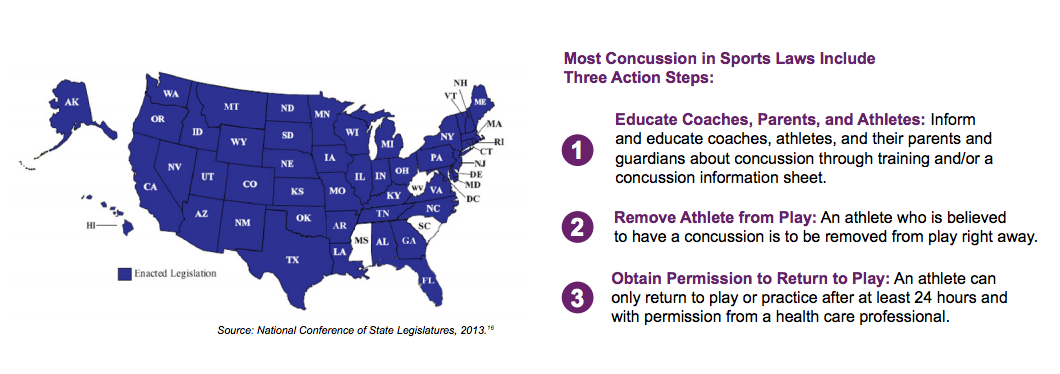 AK
WA
OR
CA
NV
ID
MT
WY
UT
CO
AZ
NM
ND
SD
NE
KS
OK
TX
MN
IA
MO
AR
LA
WI
IL
MI
IN
OH
KY
TN
MS
AL
GA
FL
SC
NC
VA
WV
PA
NY
VT
NH
ME
MA
RI
CT
NJ
DE
MD
DC
HI
Enacted Legislation
Source: National Conference of State Legislatures, 2013.16
Most Concussion in Sports Laws Include
Three Action Steps:
1
Educate Coaches, Parents, and Athletes: Inform
and educate coaches, athletes, and their parents and
guardians about concussion through training and/or a
concussion information sheet.
2
Remove Athlete from Play: An athlete who is believed
to have a concussion is to be removed from play right away.
3
Obtain Permission to Return to Play: An athlete can
only return to play or practice after at least 24 hours and
with permission from a health care professional.